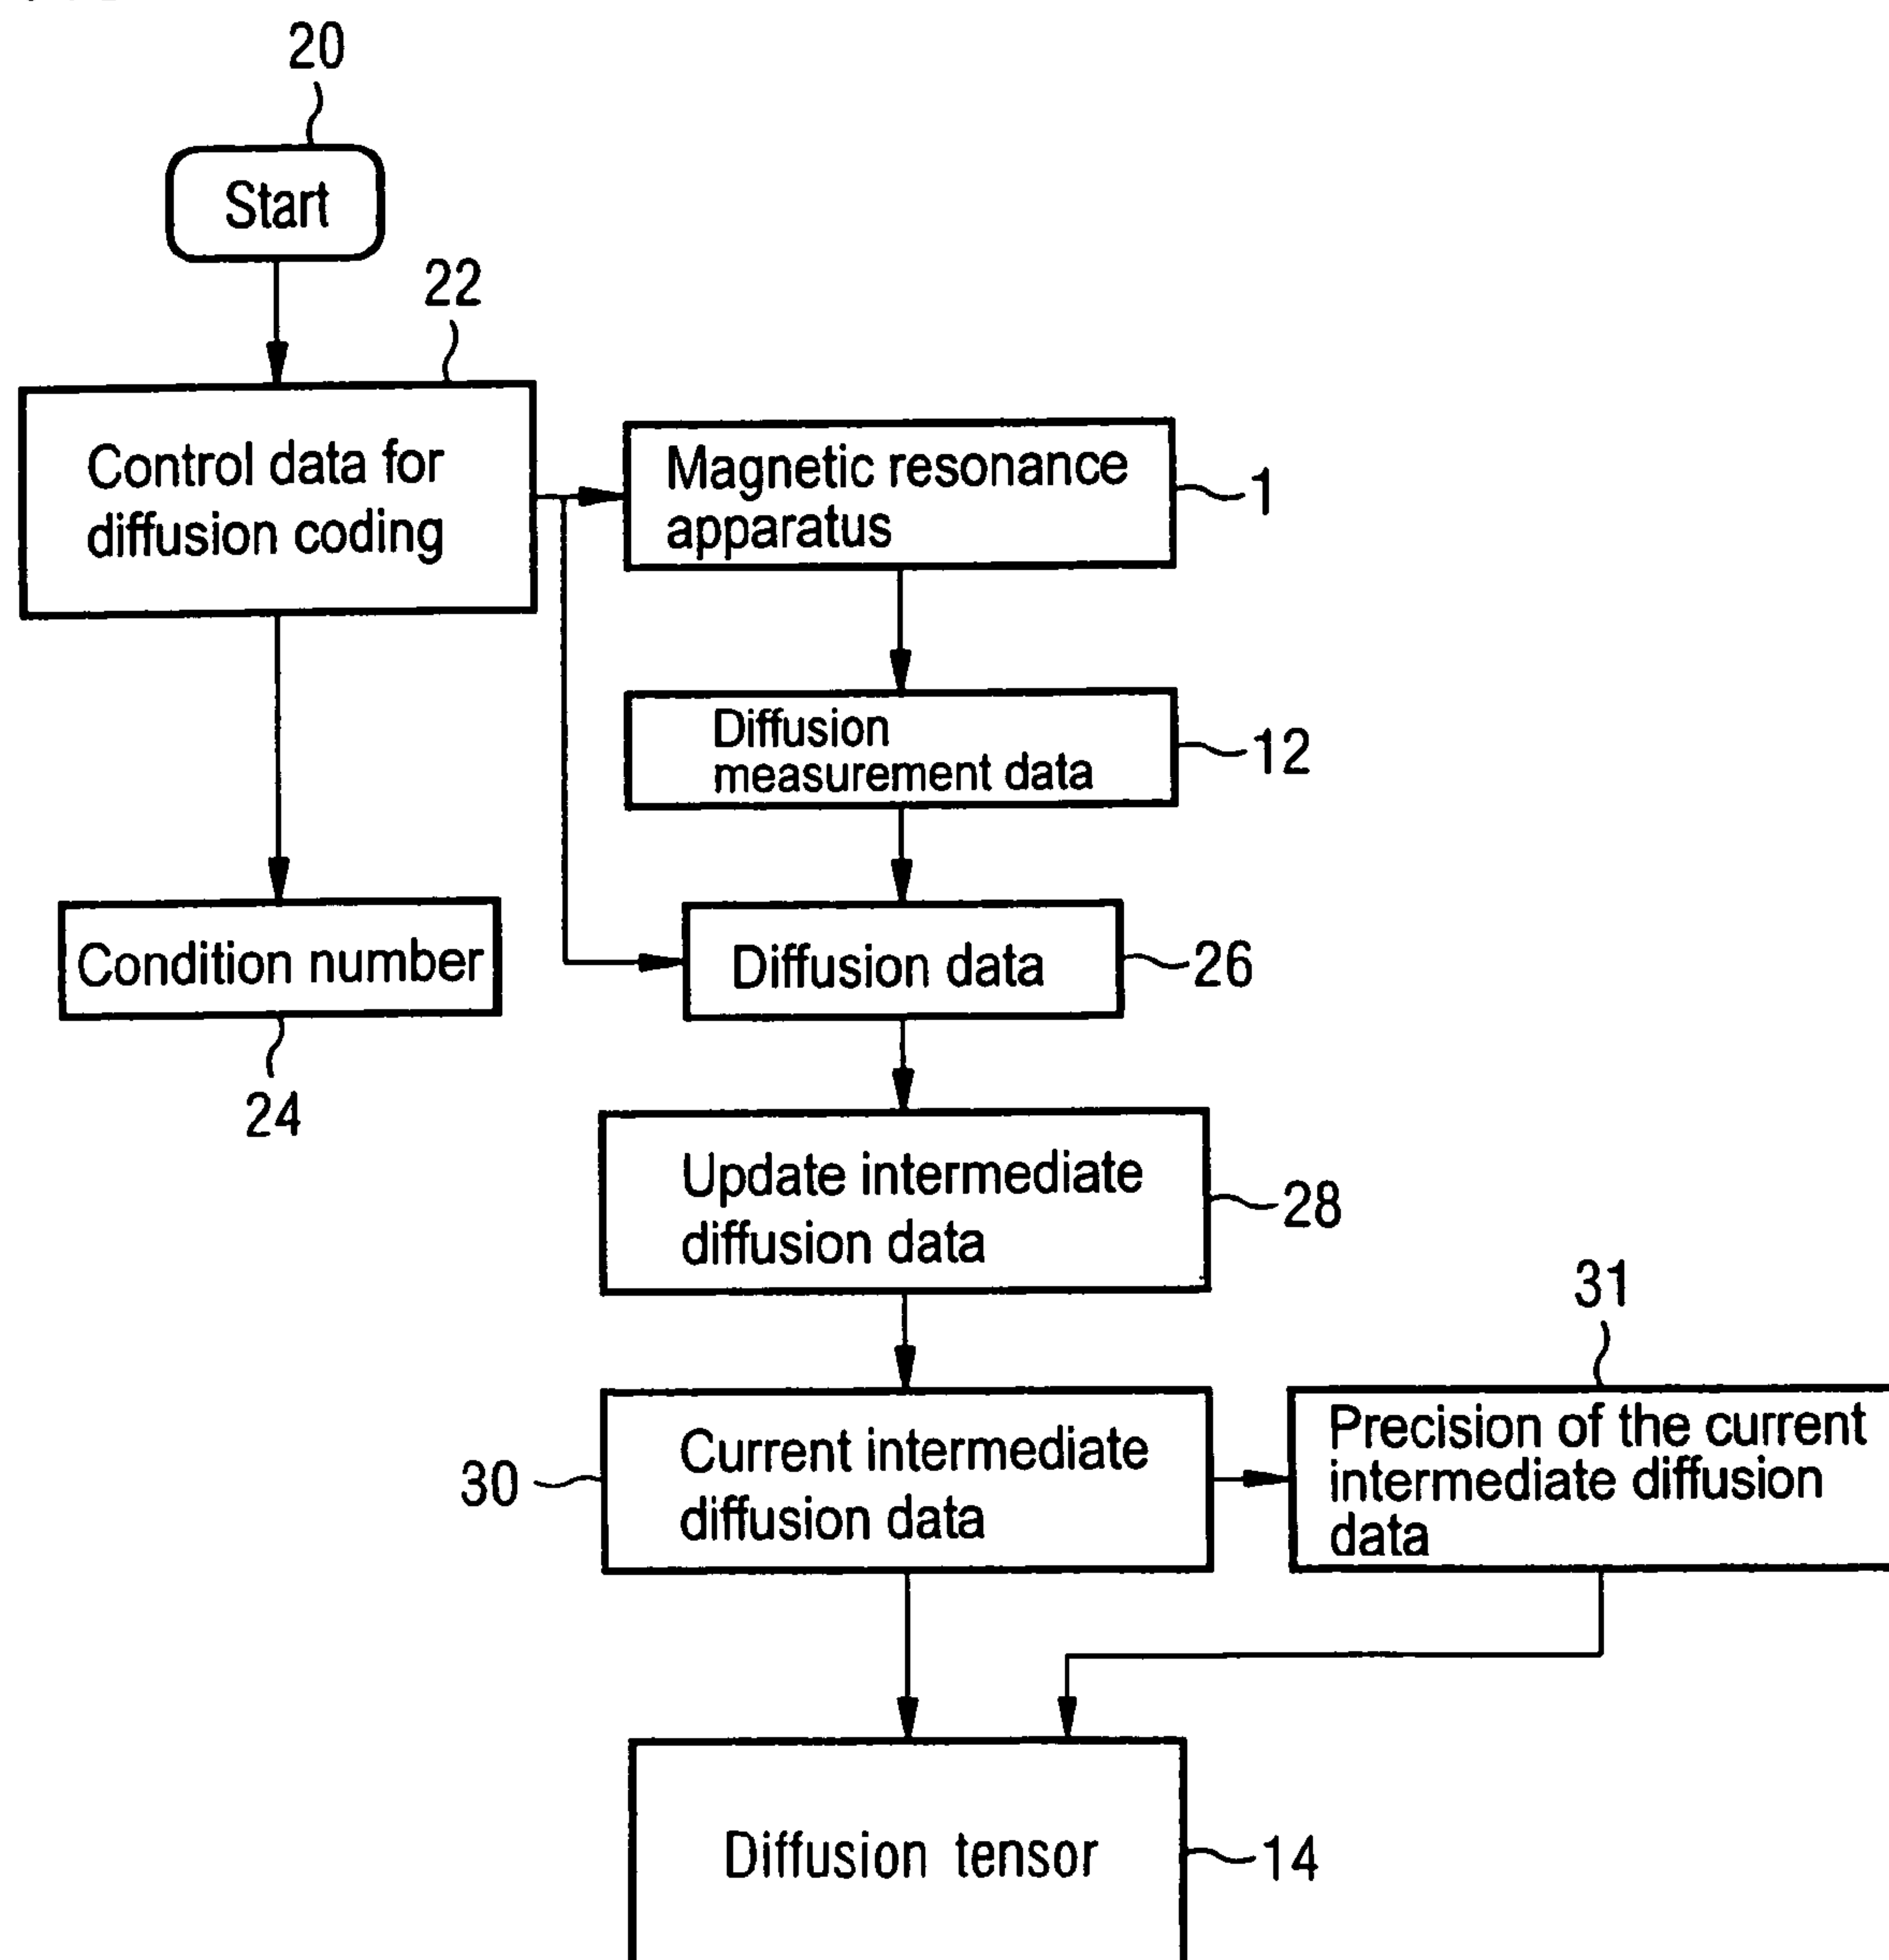 20
Start
22
Control data for
diffusion coding
Magnetic resonance
apparatus
1
Diffusion
measurement data
12
Condition number
24
Diffusion data
26
Update intermediate
diffusion data
28
31
30
Current intermediate
diffusion data
Precision of the current
intermediate diffusion
data
Diffusion tensor
14